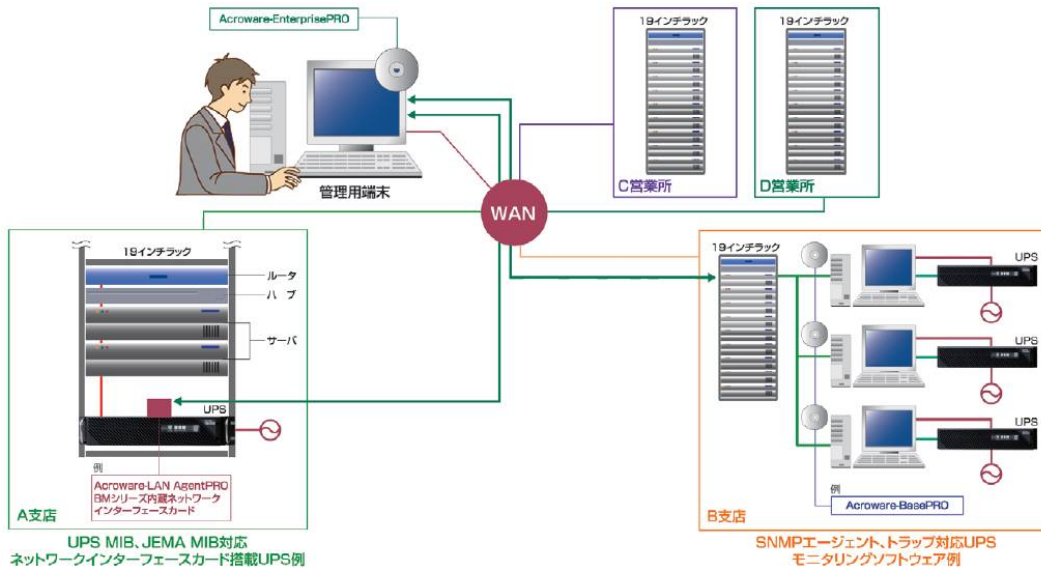 Acroware-EnterprisePRO
管理用端末
19インチラック
C営業所
19インチラック
D営業所
WAN
19インチラック
ルータ
ハブ
サーバ
UPS
例
Acroware-LAN AgentPRO
BMシリーズ内蔵ネットワーク
インターフェースカード
A支店
UPS MIB、JEMA MIB対応
ネットワークインターフェースカード搭載UPS例
19インチラック
UPS
UPS
UPS
例
Acroware-BasePRO
B支店
SNMPエージェント、トラップ対応UPS
モニタリングソフトウェア例